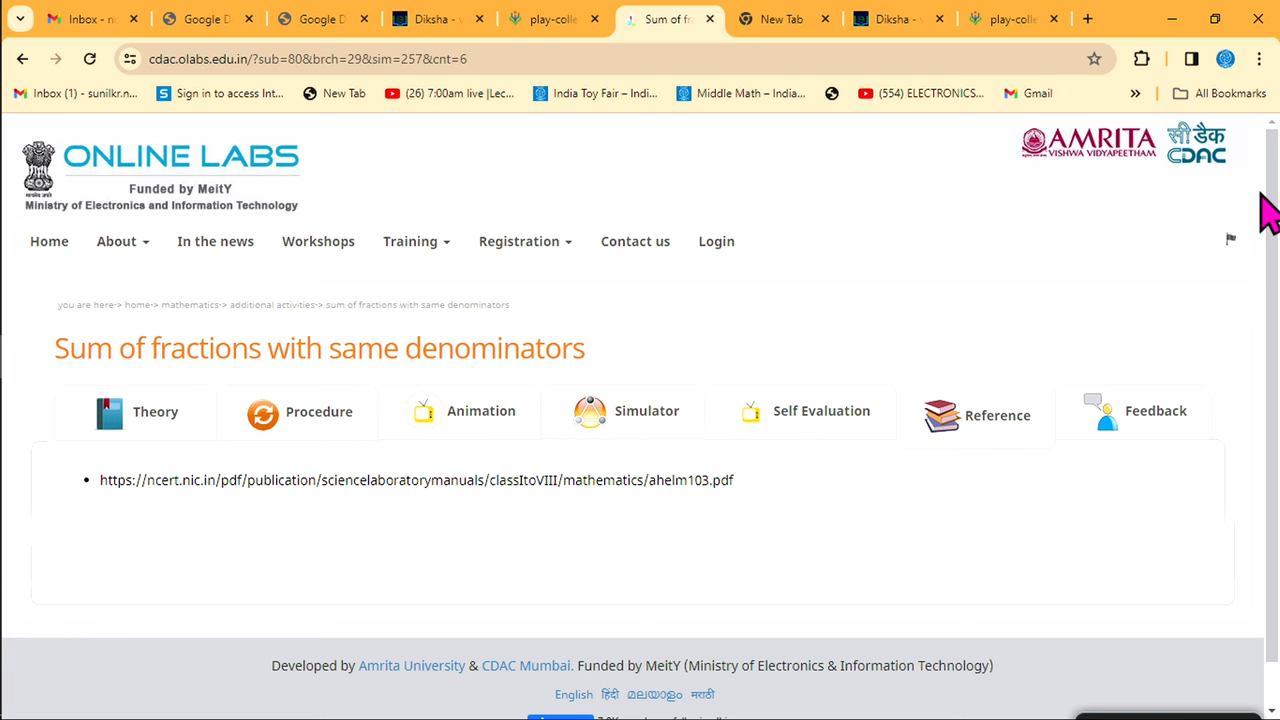 Inbox - n
Google D
Google D
Diksha - 
play-colle
Sum of fra
New Tab
Diksha - 
play-colle
cdac.olabs.edu.in/?sub=80&brch=29&sim=257&cnt=6
Inbox (1) - sunilkr.n...
Sign in to access Int...
New Tab
(26) 7:00am live |Lec...
India Toy Fair – Indi...
Middle Math – India...
(554) ELECTRONICS...
Gmail
All Bookmarks
ONLINE LABS
Funded by MeitY
Ministry of Electronics and Information Technology
AMRITA
VISHWA VIDYAPEETHAM
सी डैक
CDAC
Home About In the news Workshops Training Registration Contact us Login
you are here-> home-> mathematics-> additional activities-> sum of fractions with same denominators
Sum of fractions with same denominators
Theory Procedure Animation Simulator Self Evaluation Reference Feedback
• https://ncert.nic.in/pdf/publication/sciencelaboratorymanuals/classItoVIII/mathematics/ahelm103.pdf
Developed by Amrita University & CDAC Mumbai. Funded by MeitY (Ministry of Electronics & Information Technology)
English हिंदी മലയാളം मराठी